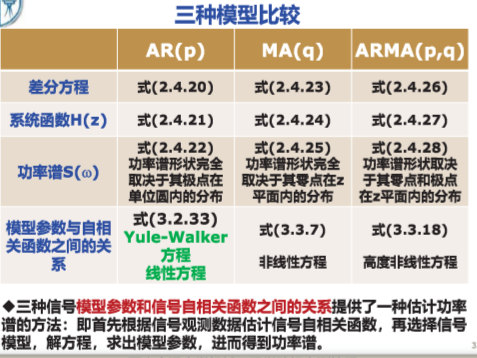 三种模型比较
AR(p) MA(q) ARMA(p,q)
差分方程 式(2.4.20) 式(2.4.23) 式(2.4.26)
系统函数H(z) 式(2.4.21) 式(2.4.24) 式(2.4.27)
功率谱S(ω)
式(2.4.22)
功率谱形状完全
取决于其极点在
单位圆内的分布
式(2.4.25)
功率谱形状完全
取决于其零点在z
平面内的分布
式(2.4.28)
功率谱形状取决
于其零点和极点
在z平面内的分布
模型参数与自相
关函数之间的关
系
式(3.2.33)
Yule-Walker
方程
线性方程
式(3.3.7)
非线性方程
式(3.3.18)
高度非线性方程
◆三种信号模型参数和信号自相关函数之间的关系提供了一种估计功率
谱的方法：即首先根据信号观测数据估计信号自相关函数，再选择信号
模型，解方程，求出模型参数，进而得到功率谱。
3